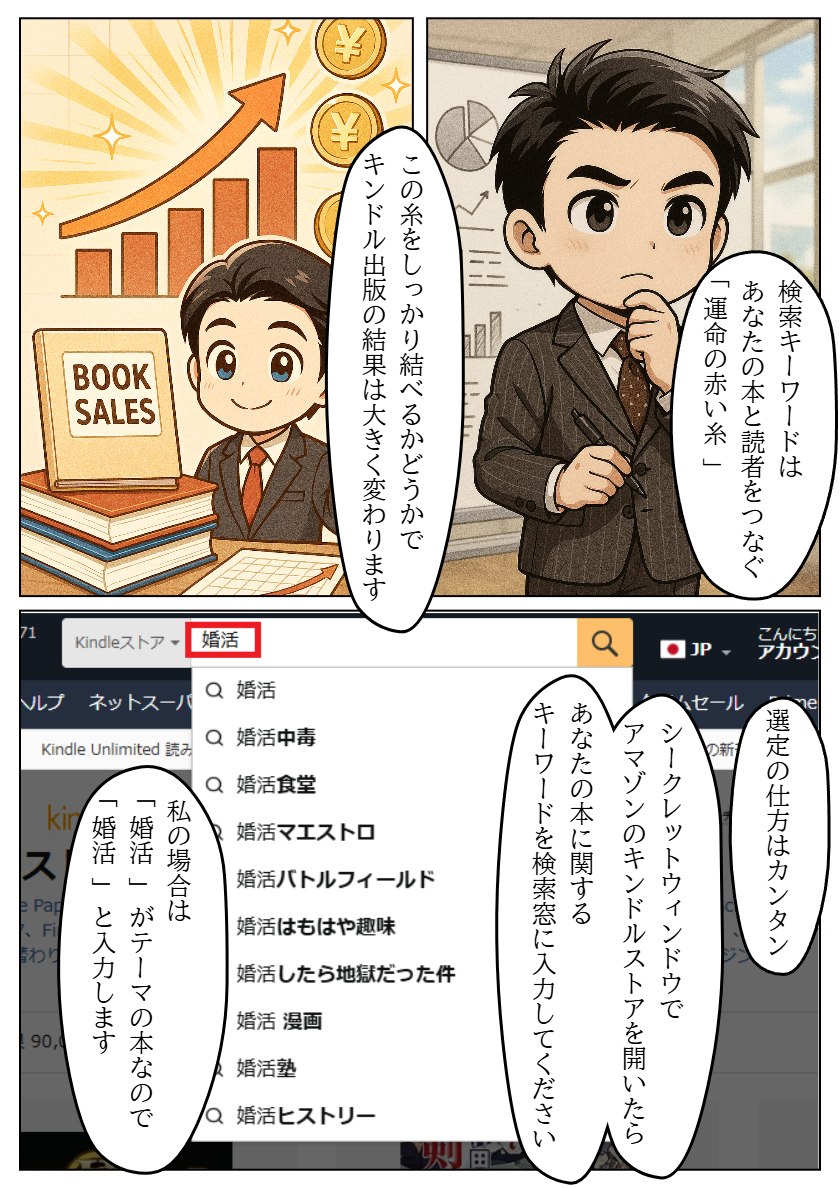 検索キーワードは
あなたの本と読者をつなぐ
「運命の赤い糸」
この糸をしっかり結べるかどうかで
キンドル出版の結果は大きく変わります
BOOK
SALES
選定の仕方はカンタン
シークレットウィンドウで
アマゾンのキンドルストアを開いたら
あなたの本に関する
キーワードを検索窓に入力してください
私の場合は
「婚活」がテーマの本なので
「婚活」と入力します
71
Kindleストア
婚活
JP
こんにち
アカウン
ヘルプ
ネットスーパ
イムセール
Kindle Unlimited 読み
の新
婚活
婚活中毒
婚活食堂
婚活マエストロ
婚活バトルフィールド
婚活はもはや趣味
婚活したら地獄だった件
婚活 漫画
婚活塾
婚活ヒストリー